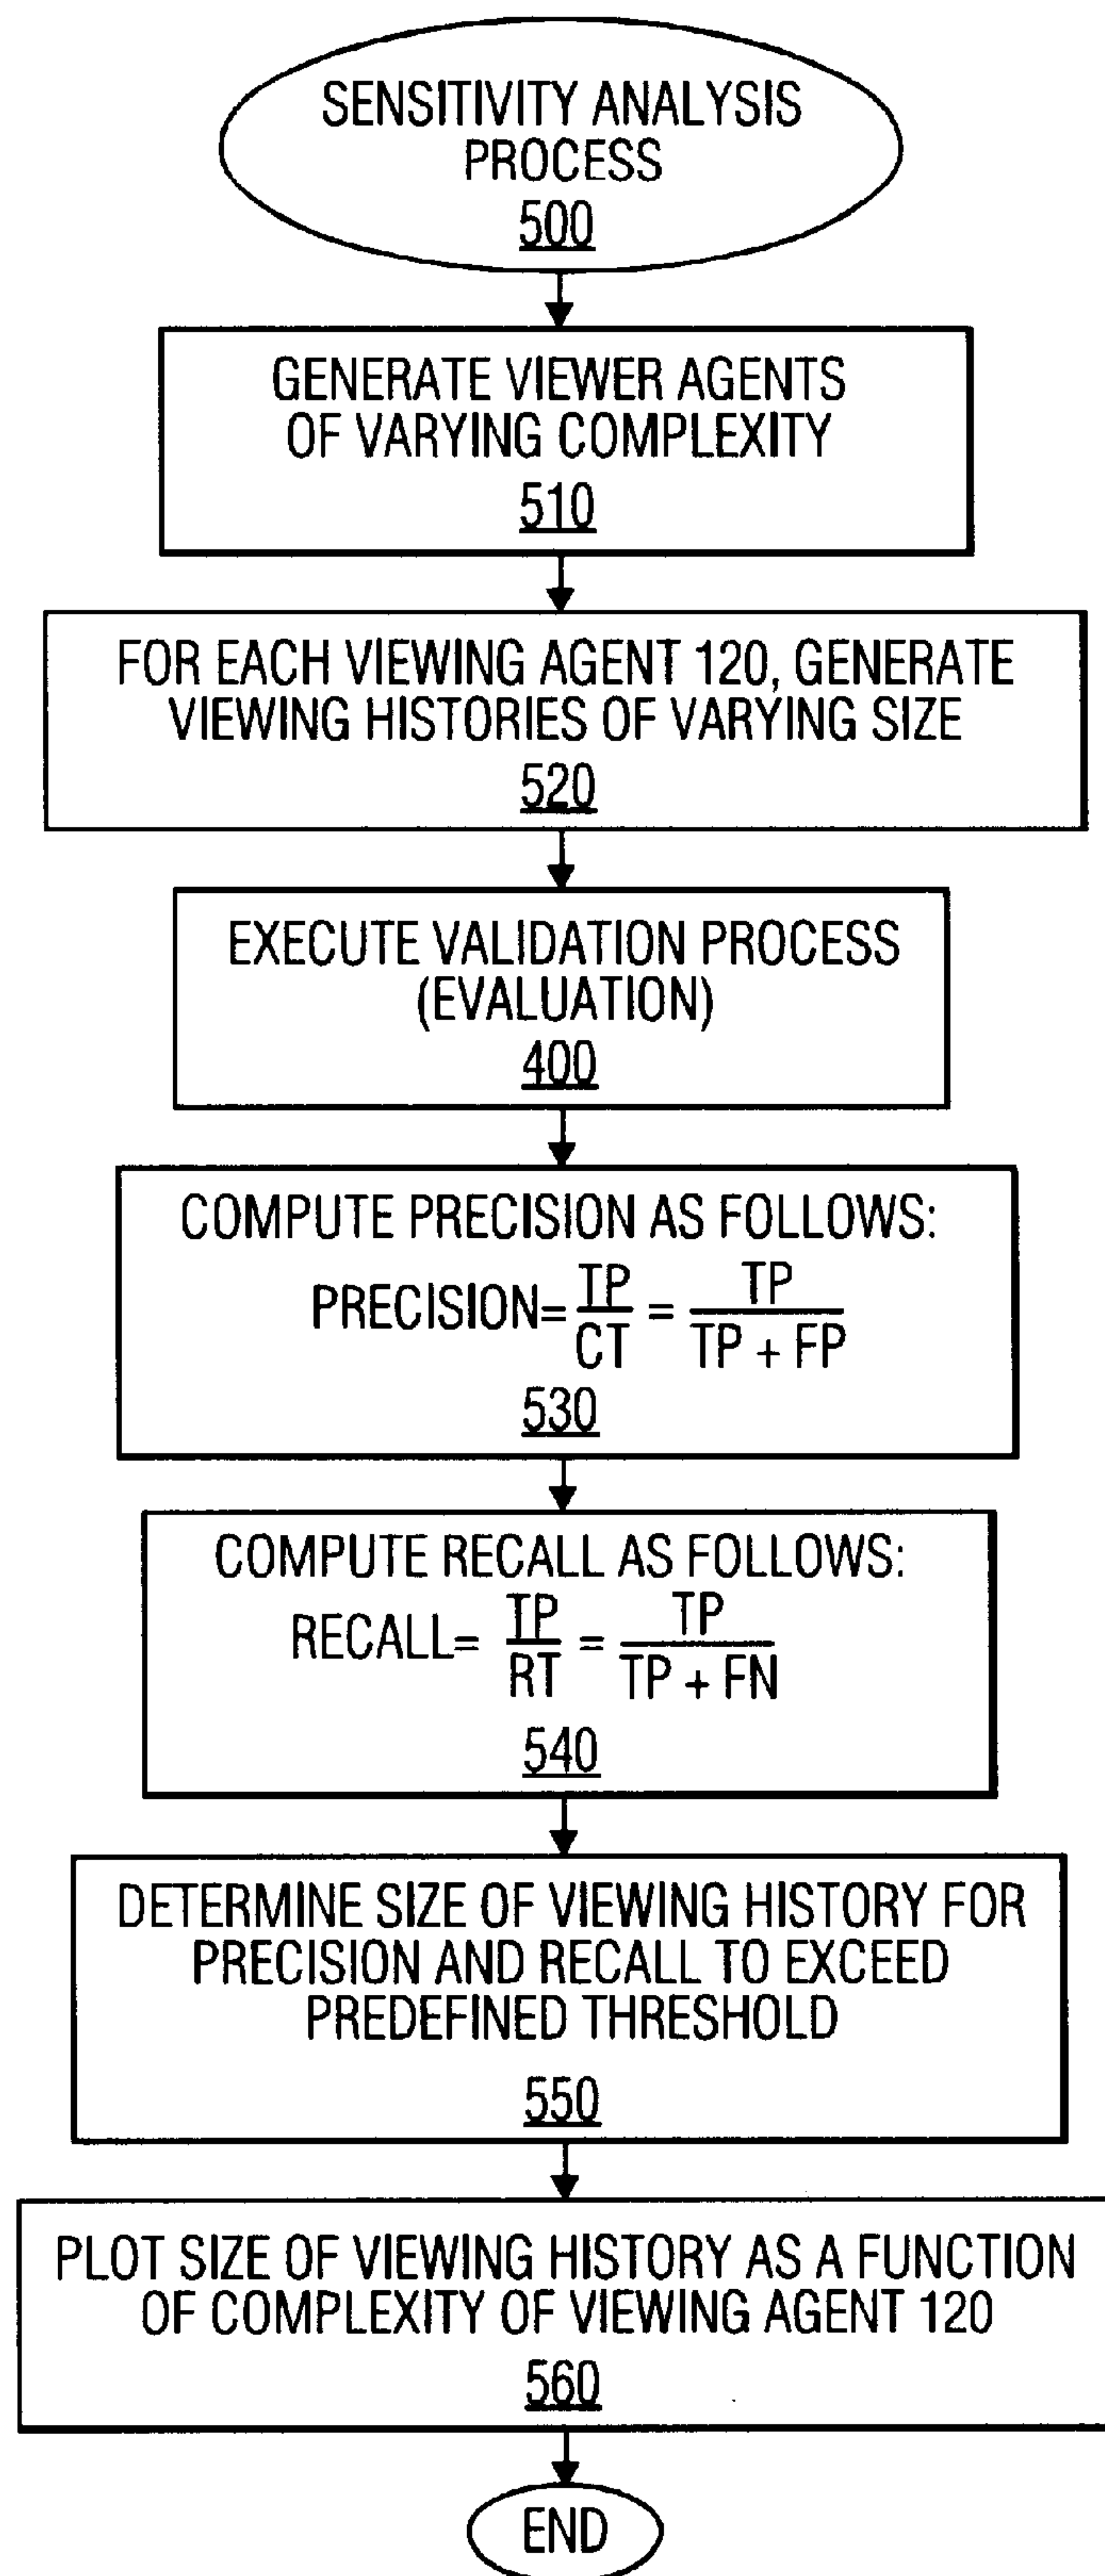 SENSITIVITY ANALYSIS
PROCESS
500
GENERATE VIEWER AGENTS
OF VARYING COMPLEXITY
510
FOR EACH VIEWING AGENT 120, GENERATE
VIEWING HISTORIES OF VARYING SIZE
520
EXECUTE VALIDATION PROCESS
(EVALUATION)
400
COMPUTE PRECISION AS FOLLOWS:
PRECISION= TP/CT = TP/TP + FP
530
COMPUTE RECALL AS FOLLOWS:
RECALL= TP/RT = TP/TP + FN
540
DETERMINE SIZE OF VIEWING HISTORY FOR
PRECISION AND RECALL TO EXCEED
PREDEFINED THRESHOLD
550
PLOT SIZE OF VIEWING HISTORY AS A FUNCTION
OF COMPLEXITY OF VIEWING AGENT 120
560
END